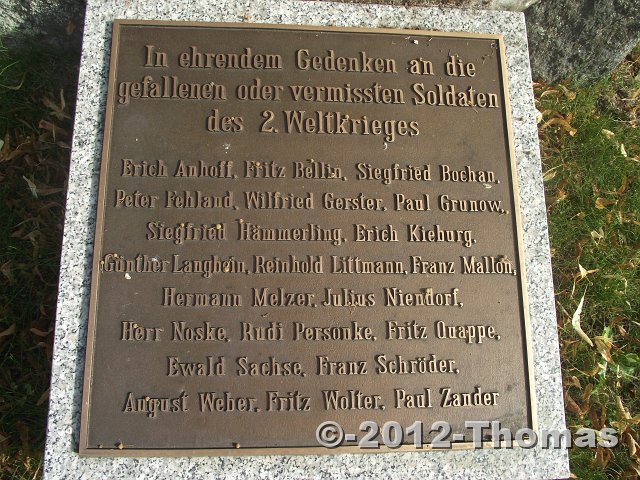 In ehrendem Gedenken an die
gefallenen oder vermissten Soldaten
des 2. Weltkrieges
Erich Anhoff, Fritz Bellin, Siegfried Bochan,
Peter Fehland, Wilfried Gerster, Paul Grunow,
Siegfried Hämmerling, Erich Kieburg,
Günther Langbein, Reinhold Littmann, Franz Mallon,
Hermann Melzer, Julius Niendorf,
Herr Noske, Rudi Personke, Fritz Quappe,
Ewald Sachse, Franz Schröder,
August Weber, Fritz Wolter, Paul Zander
©-2012-Thomas